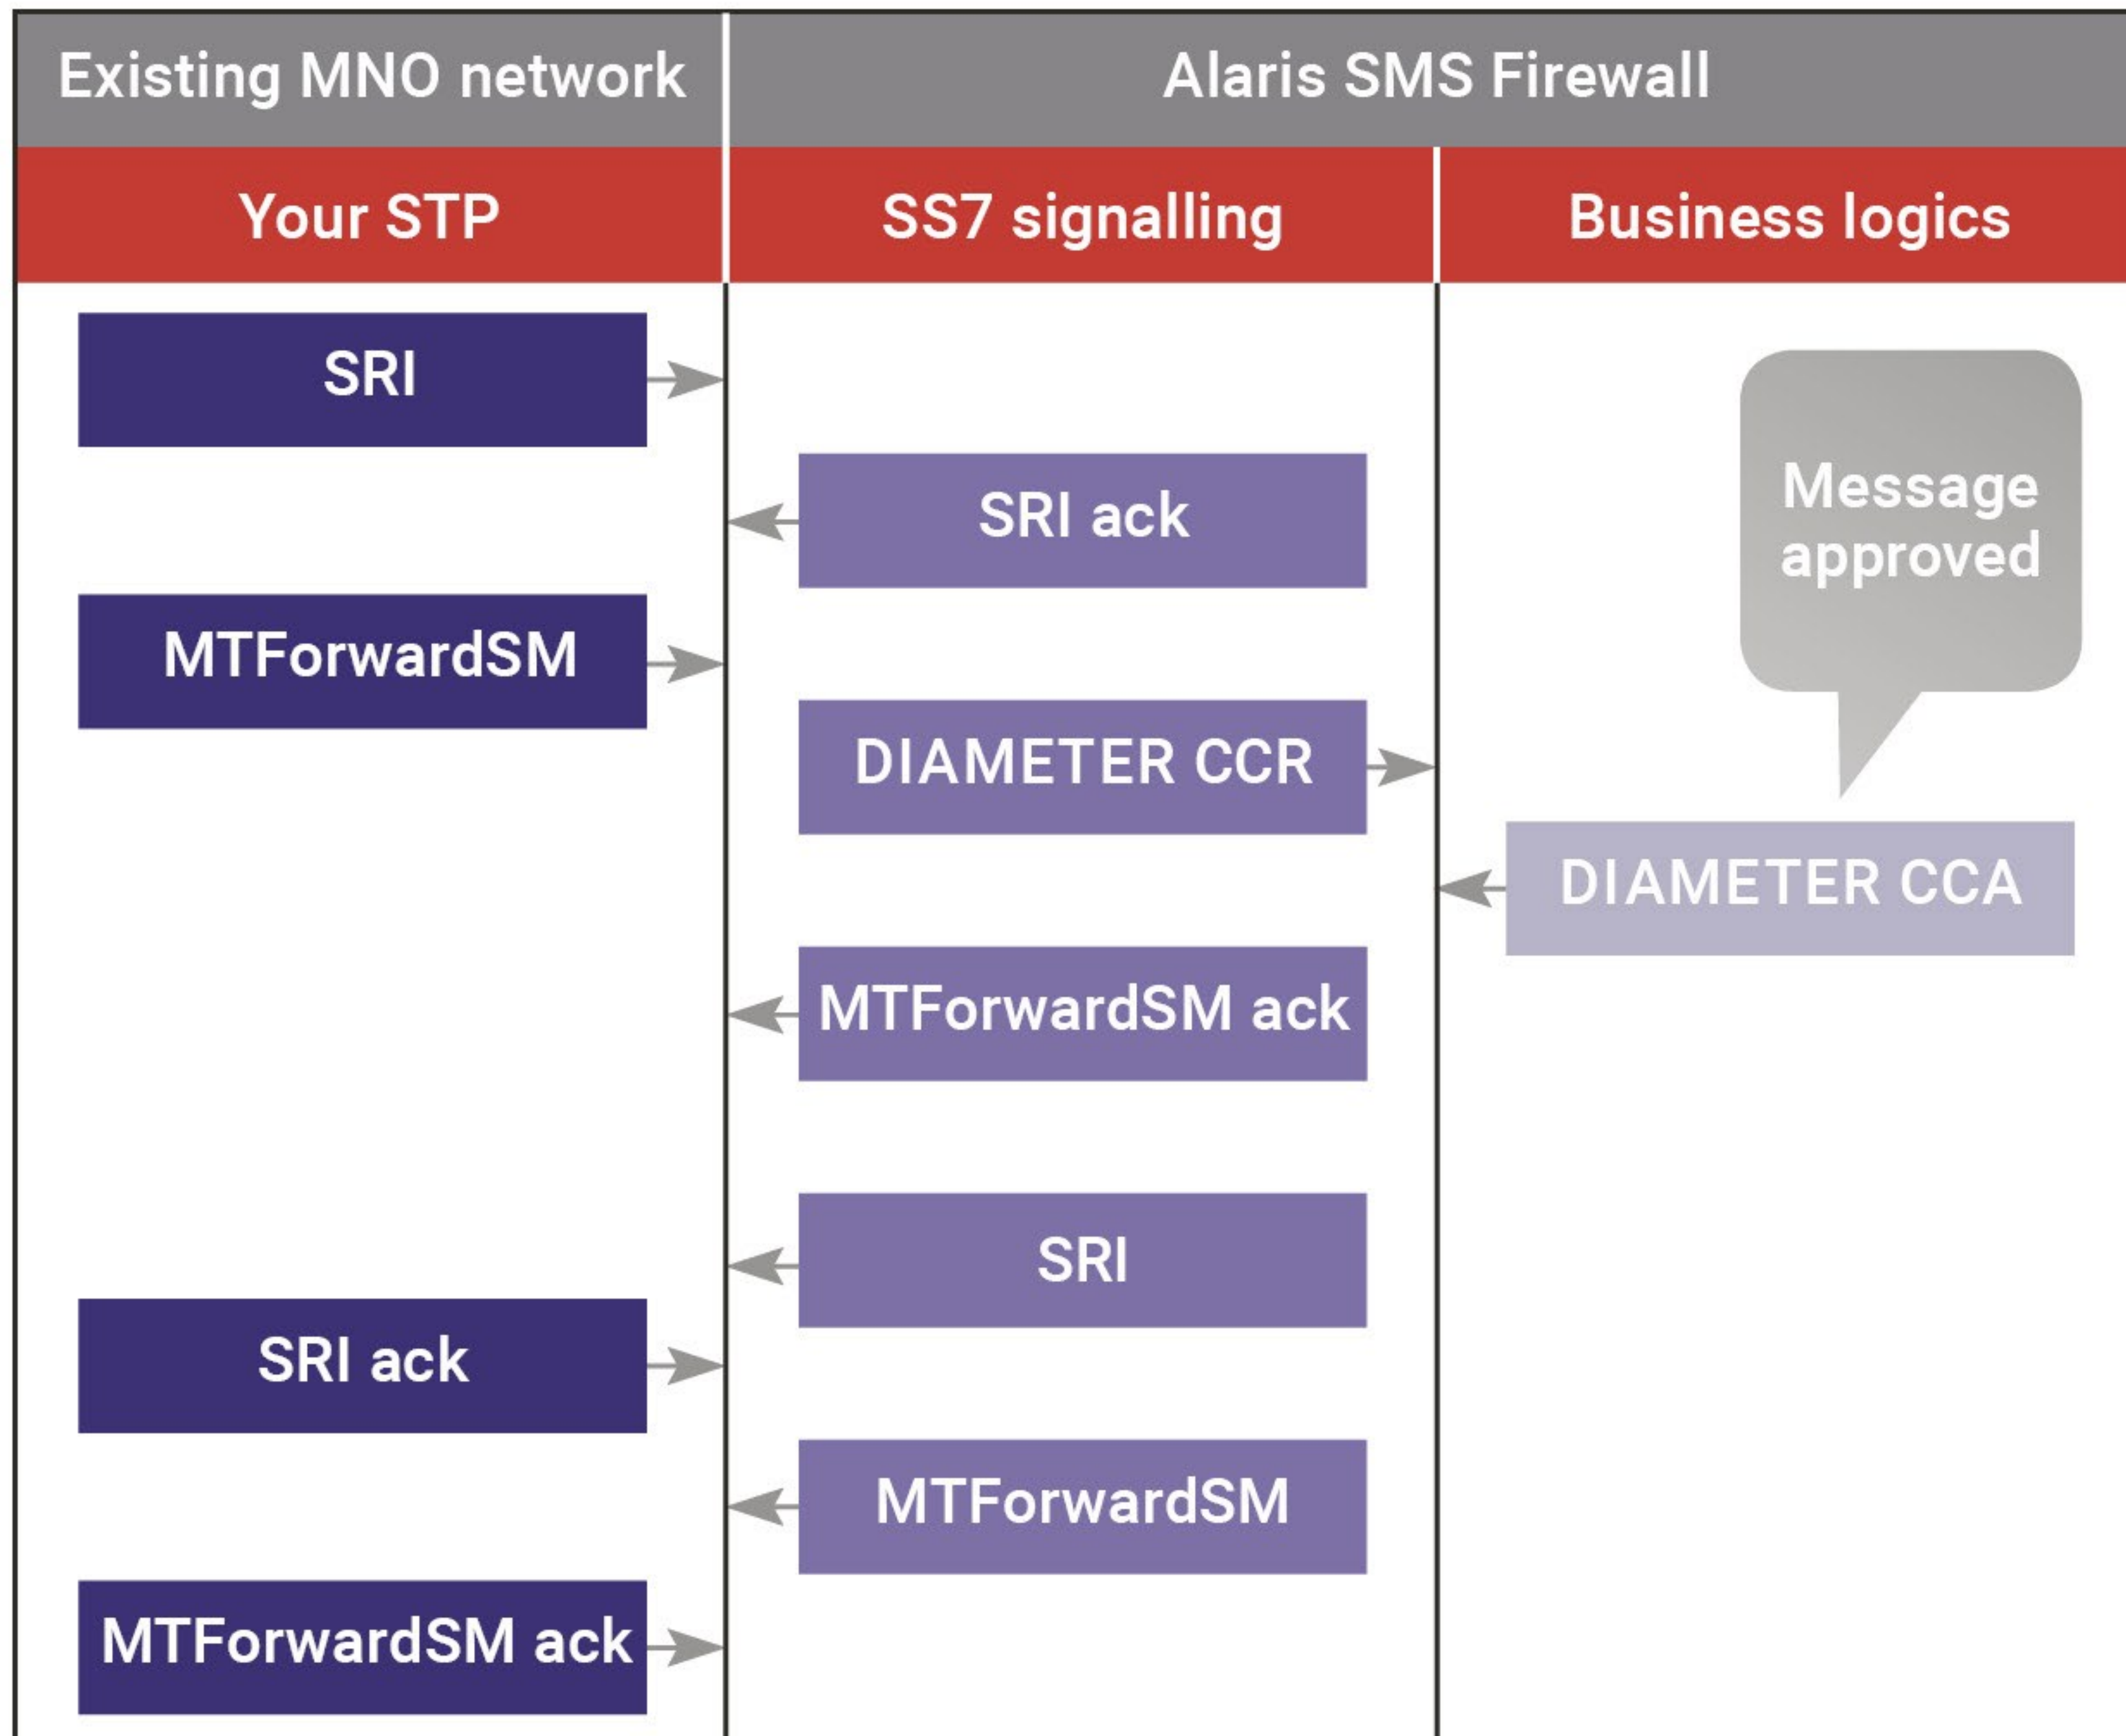 Existing MNO network
Alaris SMS Firewall
Your STP
SS7 signalling
Business logics
SRI
SRI ack
Message
approved
MTForwardSM
DIAMETER CCR
DIAMETER CCA
MTForwardSM ack
SRI
SRI ack
MTForwardSM
MTForwardSM ack